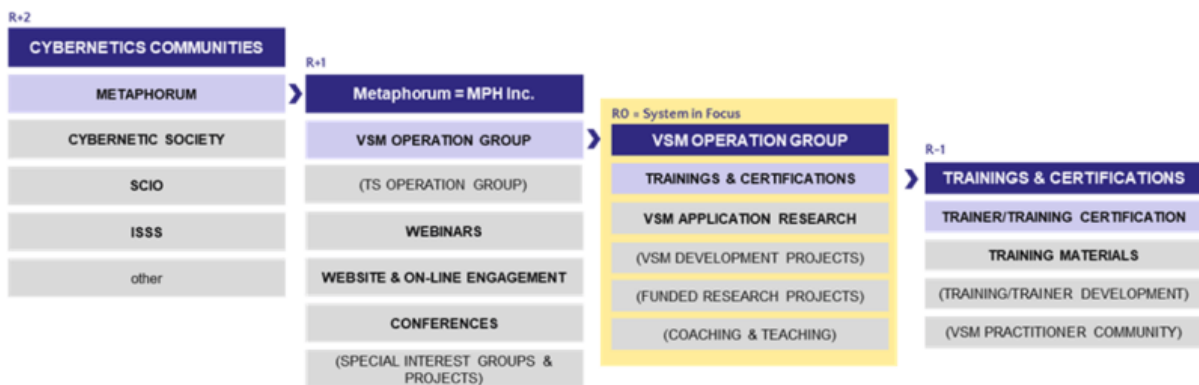 R+2
CYBERNETICS COMMUNITIES
METAPHORUM
CYBERNETIC SOCIETY
SCIO
ISSS
other
R+1
Metaphorum = MPH Inc.
VSM OPERATION GROUP
(TS OPERATION GROUP)
WEBINARS
WEBSITE & ON-LINE ENGAGEMENT
CONFERENCES
(SPECIAL INTEREST GROUPS &
PROJECTS)
R0 = System in Focus
VSM OPERATION GROUP
TRAININGS & CERTIFICATIONS
VSM APPLICATION RESEARCH
(VSM DEVELOPMENT PROJECTS)
(FUNDED RESEARCH PROJECTS)
(COACHING & TEACHING)
R-1
TRAININGS & CERTIFICATIONS
TRAINER/TRAINING CERTIFICATION
TRAINING MATERIALS
(TRAINING/TRAINER DEVELOPMENT)
(VSM PRACTITIONER COMMUNITY)